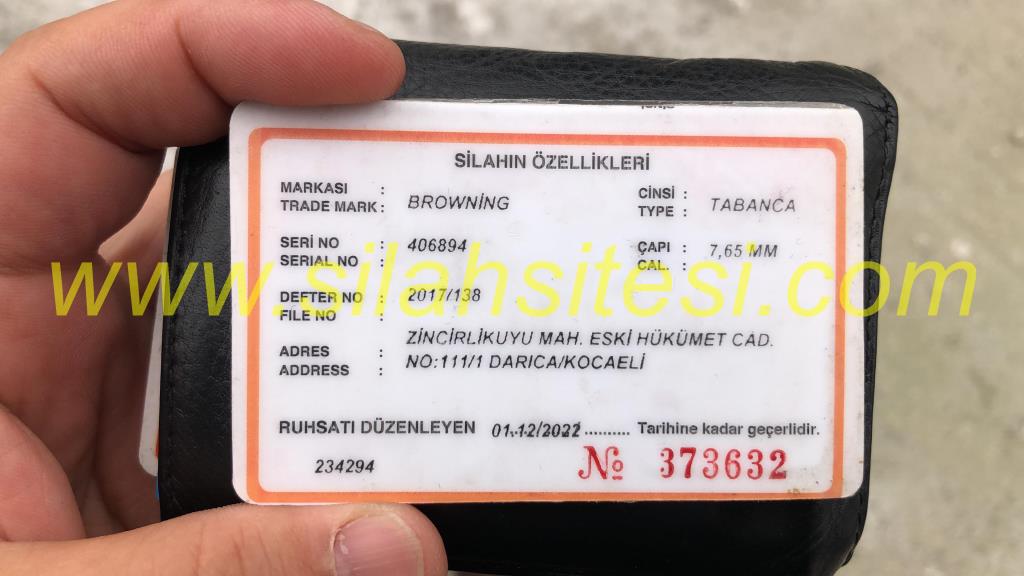 SİLAHIN ÖZELLİKLERİ
MARKASI : CİNSİ :
TRADE MARK : BROWNİNG TYPE : TABANCA
SERI NO : 406894 ÇAPI : 7,65 MM
SERIAL NO : CAL. :
www.silahsitesi.com
DEFTER NO : 2017/138
FILE NO :
ZİNCİRLİKUYU MAH. ESKİ HÜKÜMET CAD.
ADRES : NO:111/1 DARICA/KOCAELİ
ADDRESS :
RUHSATI DÜZENLEYEN 01.12/2022 .......... Tarihine kadar geçerlidir.
234294 № 373632